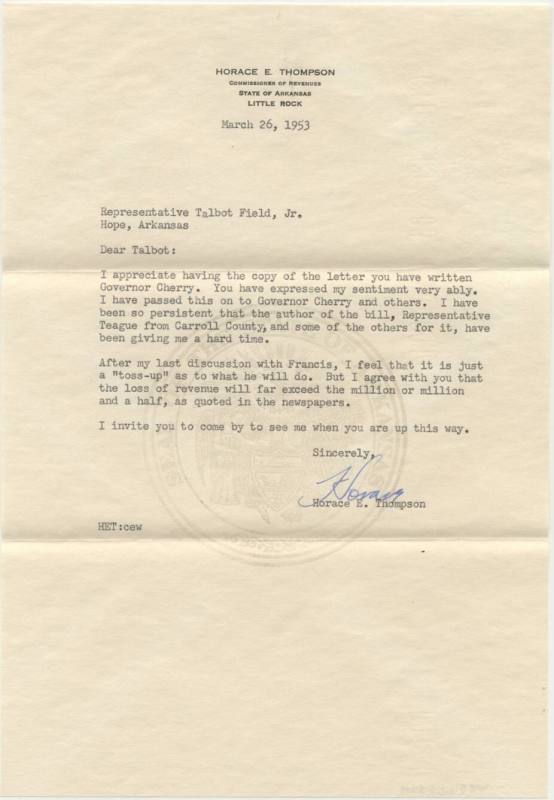 HORACE E. THOMPSON
COMMISSIONER OF REVENUES
STATE OF ARKANSAS
LITTLE ROCK
March 26, 1953
Representative Talbot Field, Jr.
Hope, Arkansas
Dear Talbot:
I appreciate having the copy of the letter you have written
Governor Cherry. You have expressed my sentiment very ably.
I have passed this on to Governor Cherry and others. I have
been so persistent that the author of the bill, Representative
Teague from Carroll County, and some of the others for it, have
been giving me a hard time.
After my last discussion with Francis, I feel that it is just
a "toss-up" as to what he will do. But I agree with you that
the loss of revenue will far exceed the million or million
and a half, as quoted in the newspapers.
I invite you to come by to see me when you are up this way.
Sincerely,
Horace
Horace E. Thompson
HET:cew